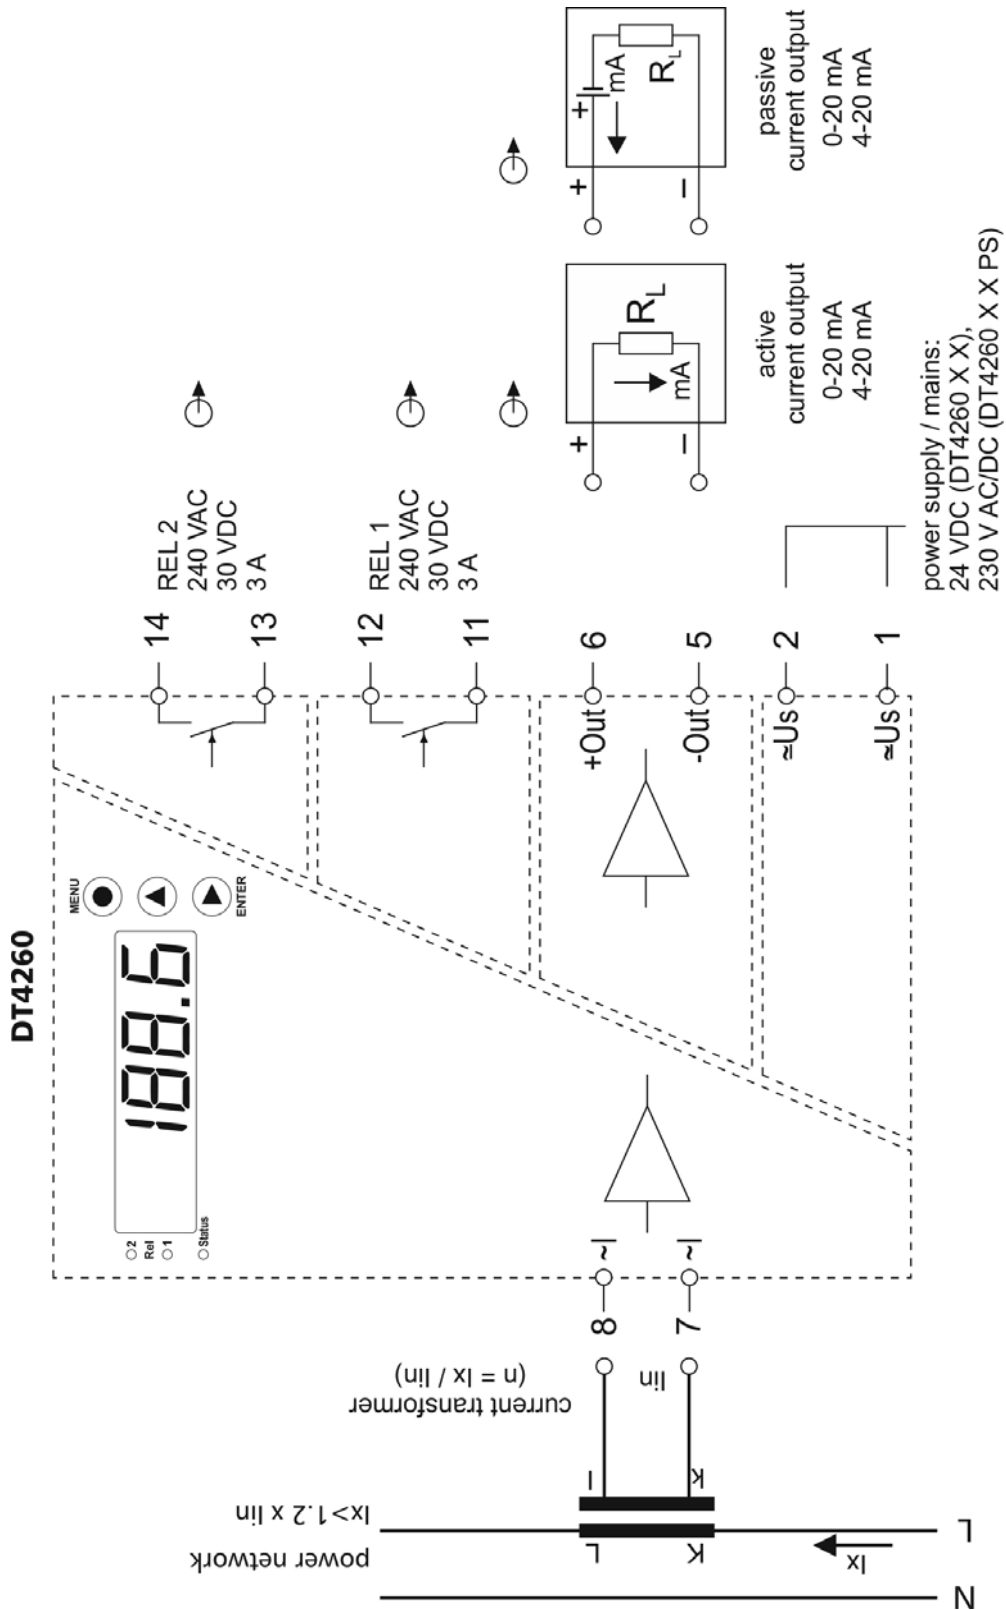 DT4260
MENU
ENTER
188.6
2
Rel
1
Status
14
13
REL 2
240 VAC
30 VDC
3 A
12
11
REL 1
240 VAC
30 VDC
3 A
+Out
6
-Out
5
≃Us
2
≃Us
1
+
−
mA
R_L
active
current output
0-20 mA
4-20 mA
+
−
+
mA
R_L
passive
current output
0-20 mA
4-20 mA
power supply / mains:
24 VDC (DT4260 X X),
230 V AC/DC (DT4260 X X PS)
8
7
Iin
current transformer
(n = Ix / Iin)
l
K
L
K
Ix>1.2 x Iin
power network
Ix
L
N